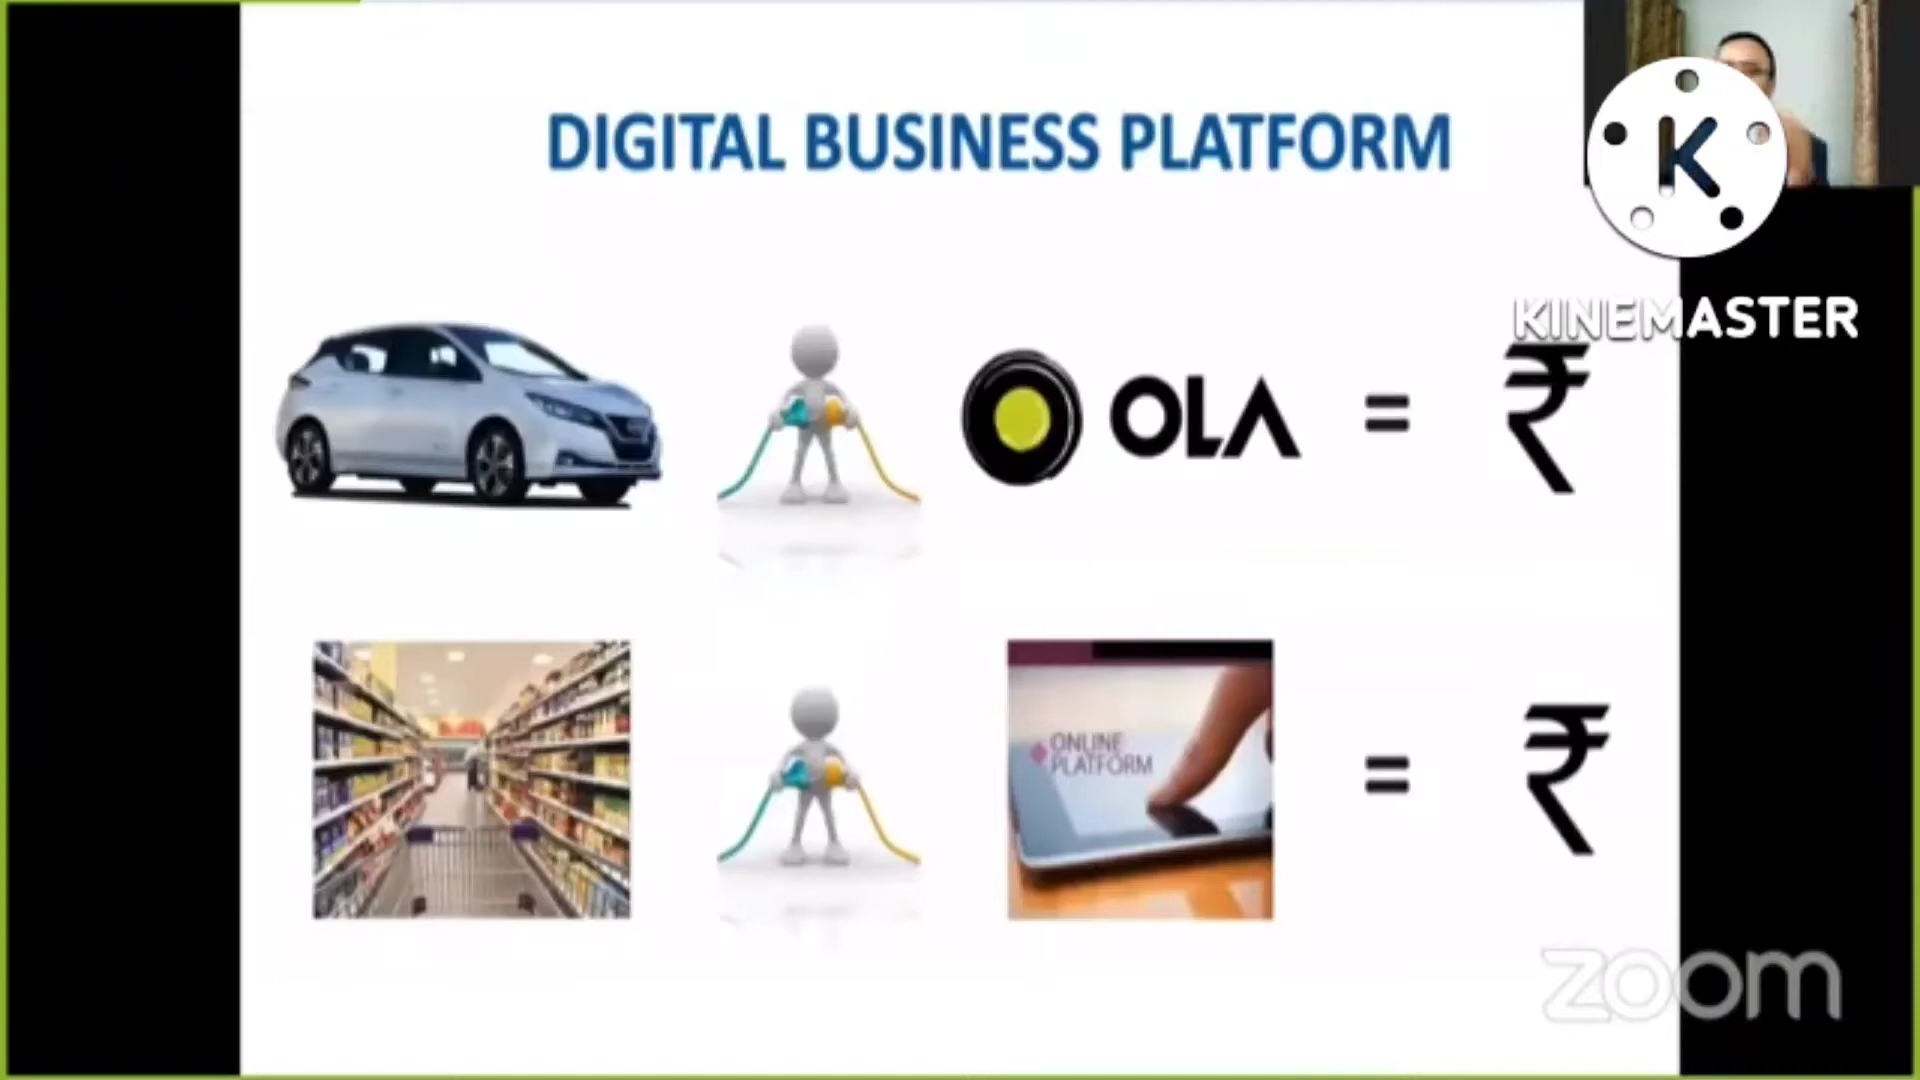 DIGITAL BUSINESS PLATFORM
K
KINEMASTER
OLA = ₹
ONLINE
PLATFORM
= ₹
zoom